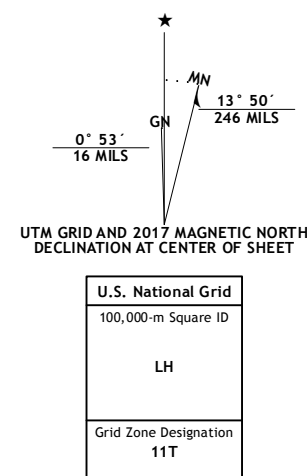 MN
GN
13° 50´
246 MILS
0° 53´
16 MILS
UTM GRID AND 2017 MAGNETIC NORTH
DECLINATION AT CENTER OF SHEET
U.S. National Grid
100,000-m Square ID
LH
Grid Zone Designation
11T